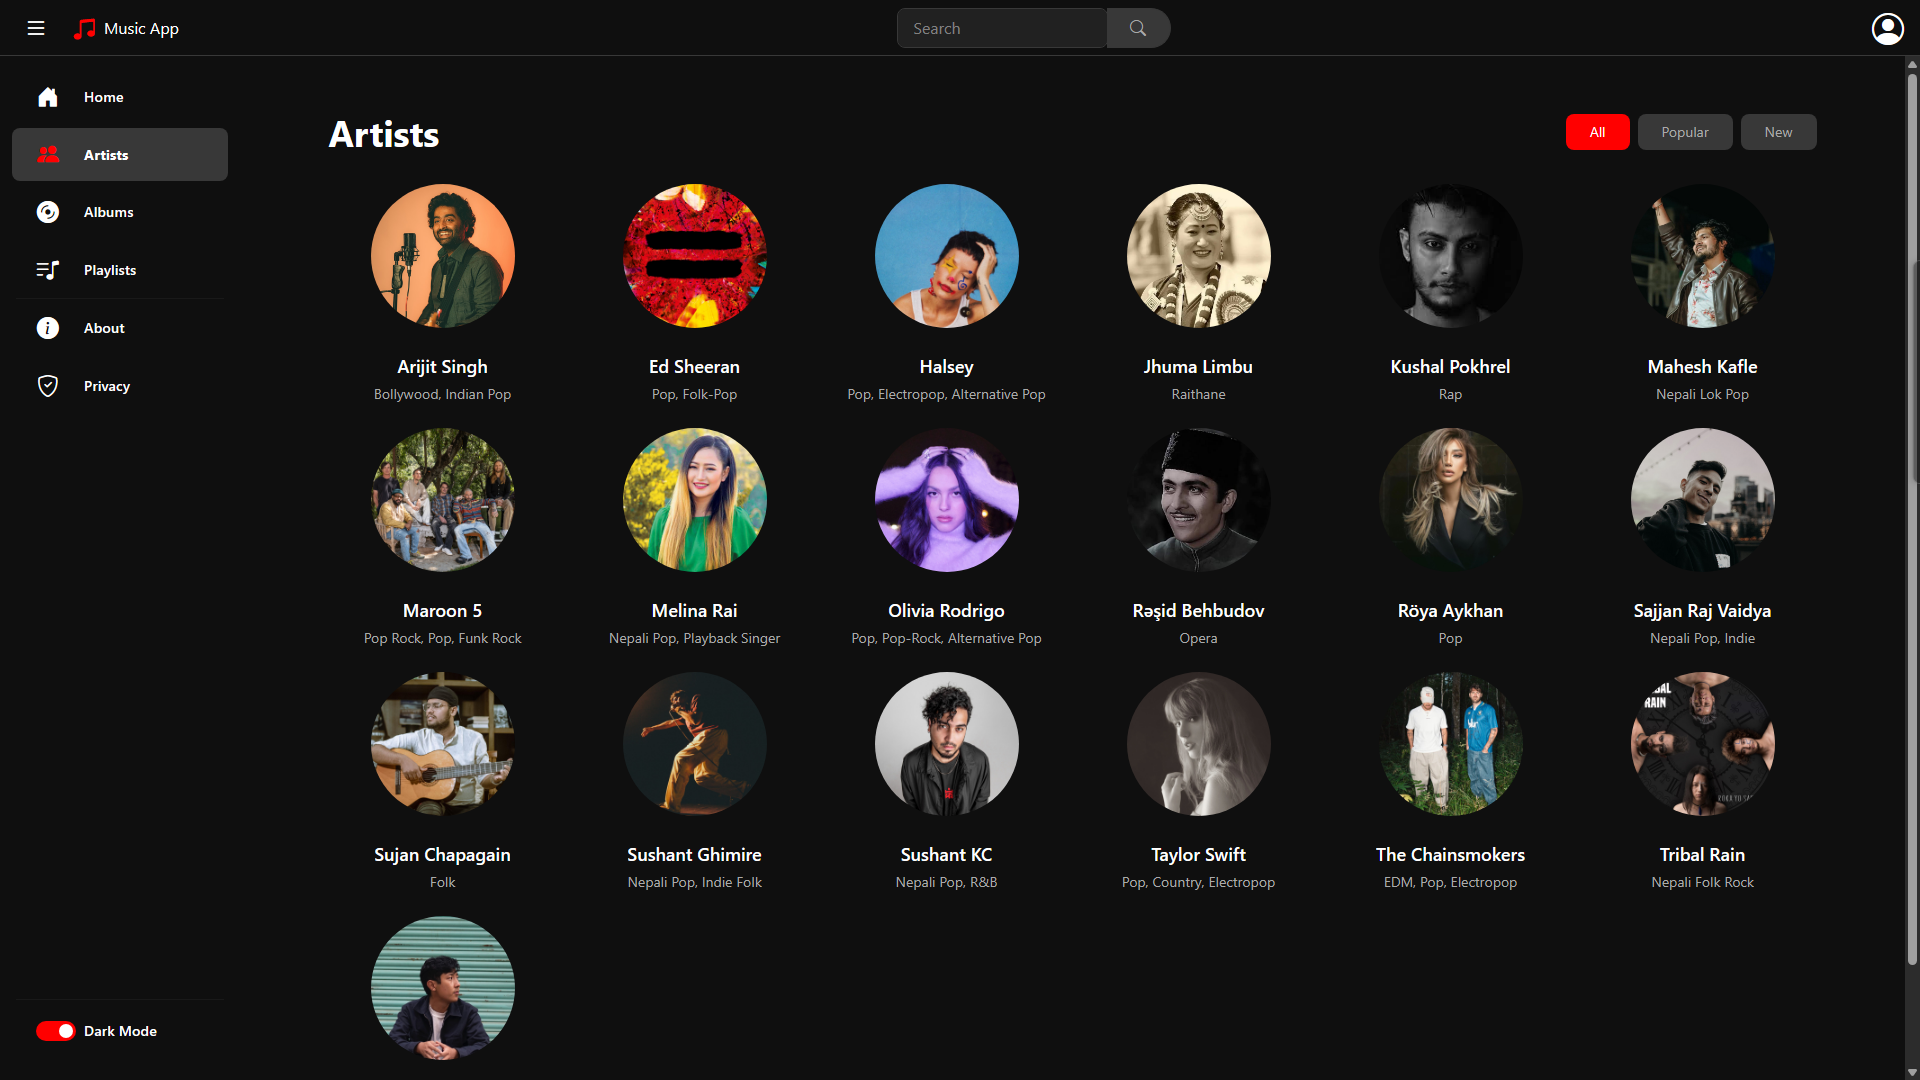 Music App
Search
Home
Artists
Albums
Playlists
About
Privacy
Dark Mode
Artists
All
Popular
New
Arijit Singh
Bollywood, Indian Pop
Ed Sheeran
Pop, Folk-Pop
Halsey
Pop, Electropop, Alternative Pop
Jhuma Limbu
Raithane
Kushal Pokhrel
Rap
Mahesh Kafle
Nepali Lok Pop
Maroon 5
Pop Rock, Pop, Funk Rock
Melina Rai
Nepali Pop, Playback Singer
Olivia Rodrigo
Pop, Pop-Rock, Alternative Pop
Rəşid Behbudov
Opera
Röya Aykhan
Pop
Sajjan Raj Vaidya
Nepali Pop, Indie
Sujan Chapagain
Folk
Sushant Ghimire
Nepali Pop, Indie Folk
Sushant KC
Nepali Pop, R&B
Taylor Swift
Pop, Country, Electropop
The Chainsmokers
EDM, Pop, Electropop
RAIN
Tribal Rain
Nepali Folk Rock